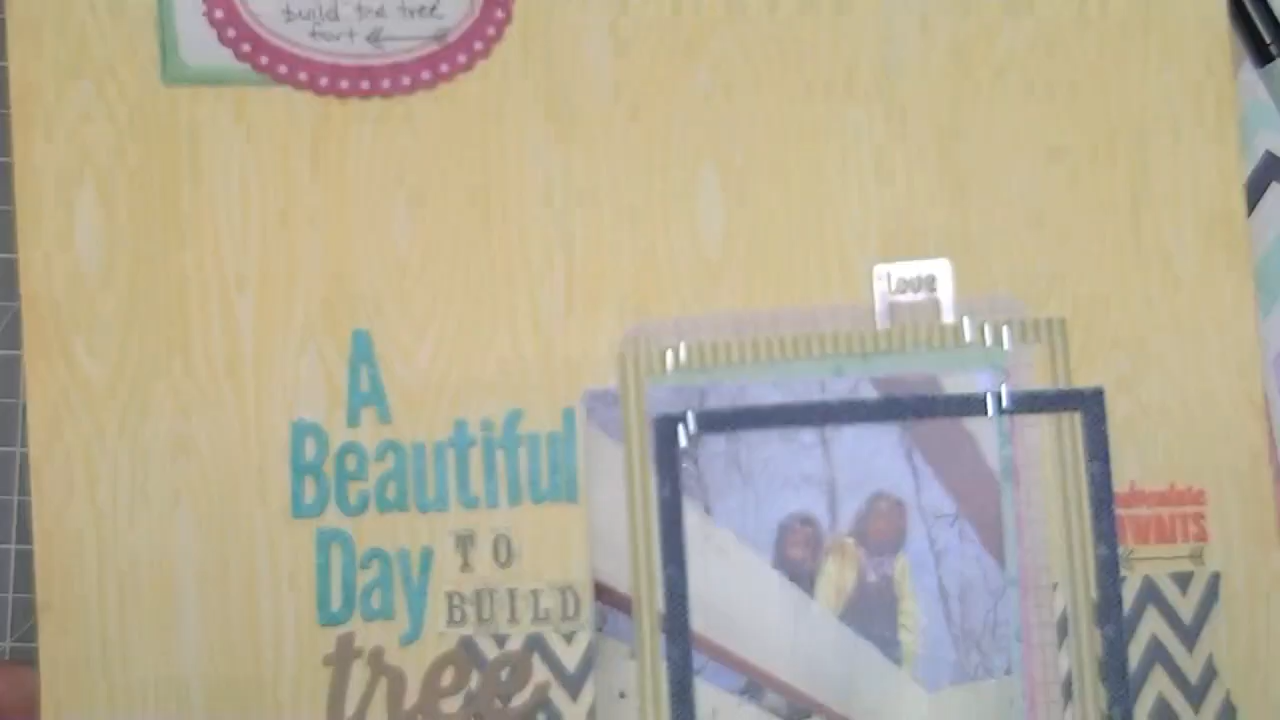 build the tree
fort
Love
A
Beautiful
Day TO
BUILD
tree
AWAITS